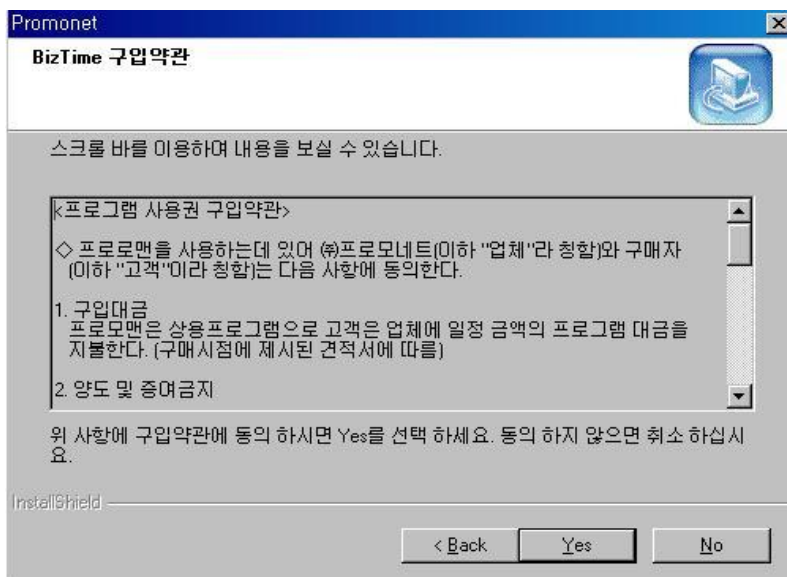 Promonet
BizTime 구입약관
스크롤 바를 이용하며 내용을 보실 수 있습니다.
<프로그램 사용권 구입약관>
◇ 프로로맨을 사용하는데 있어 ㈜프로모네트(이하 "업체"라 칭함)와 구매자
(이하 "고객"이라 칭함)는 다음 사항에 동의한다.
1. 구입대금
프로모맨은 상용프로그램으로 고객은 업체에 일정 금액의 프로그램 대금을
지불한다. (구매시점에 제시된 견적서에 따름)
2. 양도 및 증여금지
위 사항에 구입약관에 동의 하시면 Yes를 선택 하세요. 동의 하지 않으면 취소 하십시
요.
InstallShield
< Back
Yes
No